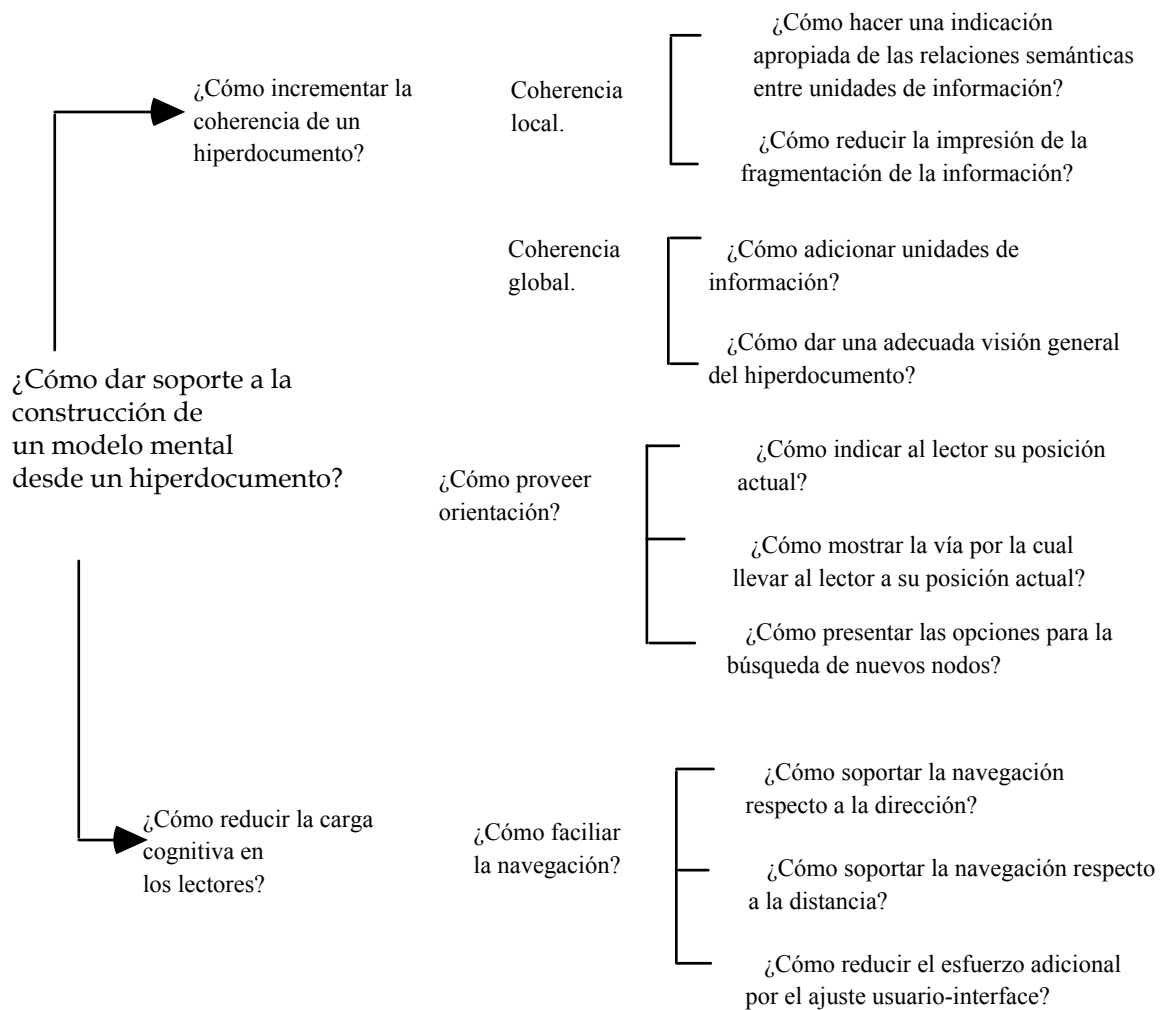 ¿Cómo hacer una indicación
apropiada de las relaciones semánticas
entre unidades de información?
¿Cómo incrementar la
coherencia de un
hiperdocumento?
Coherencia
local.
¿Cómo reducir la impresión de la
fragmentación de la información?
Coherencia
global.
¿Cómo adicionar unidades de
información?
¿Cómo dar una adecuada visión general
del hiperdocumento?
¿Cómo dar soporte a la
construcción de
un modelo mental
desde un hiperdocumento?
¿Cómo proveer
orientación?
¿Cómo indicar al lector su posición
actual?
¿Cómo mostrar la vía por la cual
llevar al lector a su posición actual?
¿Cómo presentar las opciones para la
búsqueda de nuevos nodos?
¿Cómo reducir la carga
cognitiva en
los lectores?
¿Cómo faciliar
la navegación?
¿Cómo soportar la navegación
respecto a la dirección?
¿Cómo soportar la navegación respecto
a la distancia?
¿Cómo reducir el esfuerzo adicional
por el ajuste usuario-interface?